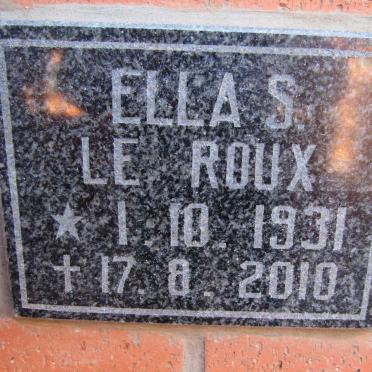 ELLA S.
LE ROUX
★ 1.10.1931
✝ 17.8.2010